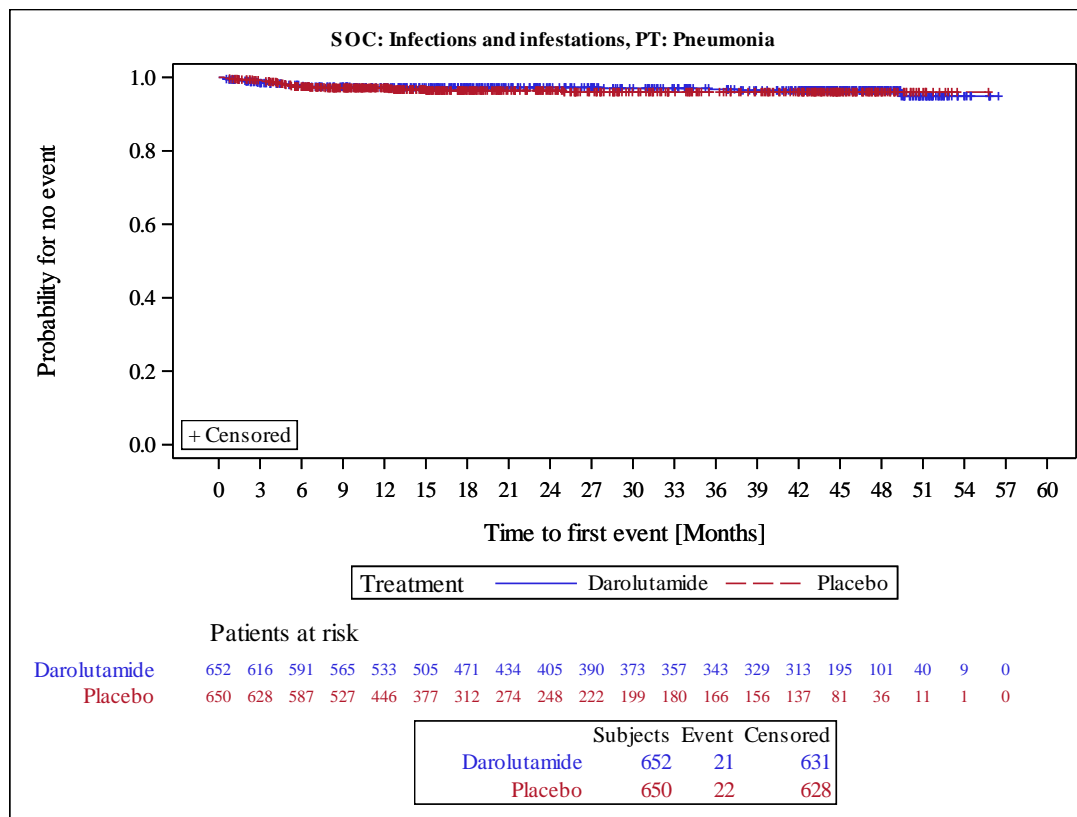 SOC: Infections and infestations, PT: Pneumonia
Probability for no event
1.0
0.8
0.6
0.4
0.2
0.0
+ Censored
0 3 6 9 12 15 18 21 24 27 30 33 36 39 42 45 48 51 54 57 60
Time to first event [Months]
Treatment Darolutamide Placebo
Patients at risk
Darolutamide 652 616 591 565 533 505 471 434 405 390 373 357 343 329 313 195 101 40 9 0
Placebo 650 628 587 527 446 377 312 274 248 222 199 180 166 156 137 81 36 11 1 0
Subjects Event Censored
Darolutamide 652 21 631
Placebo 650 22 628